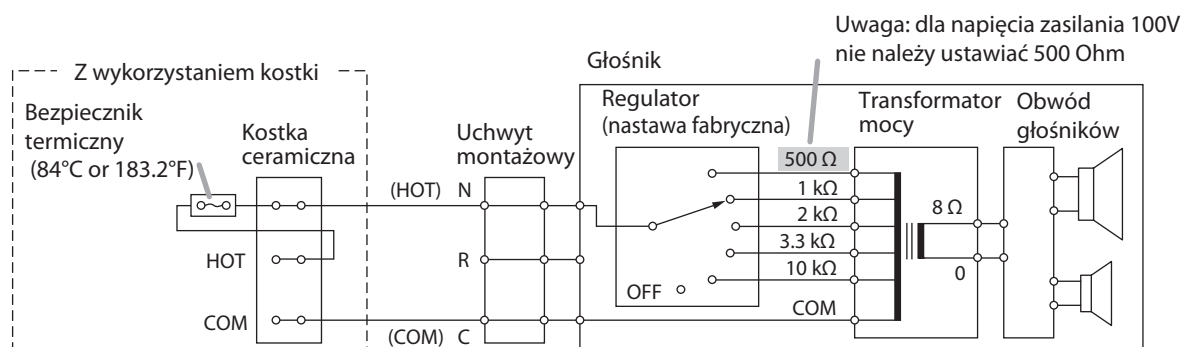 Uwaga: dla napięcia zasilania 100V
nie należy ustawiać 500 Ohm
Z wykorzystaniem kostki
Głośnik
Bezpiecznik
termiczny
(84°C or 183.2°F)
Kostka
ceramiczna
Uchwyt
montażowy
Regulator
(nastawa fabryczna)
Transformator
mocy
Obwód
głośników
500 Ω
(HOT) N
1 kΩ
2 kΩ
8 Ω
HOT
R
3.3 kΩ
10 kΩ
0
OFF
COM
COM
(COM) C